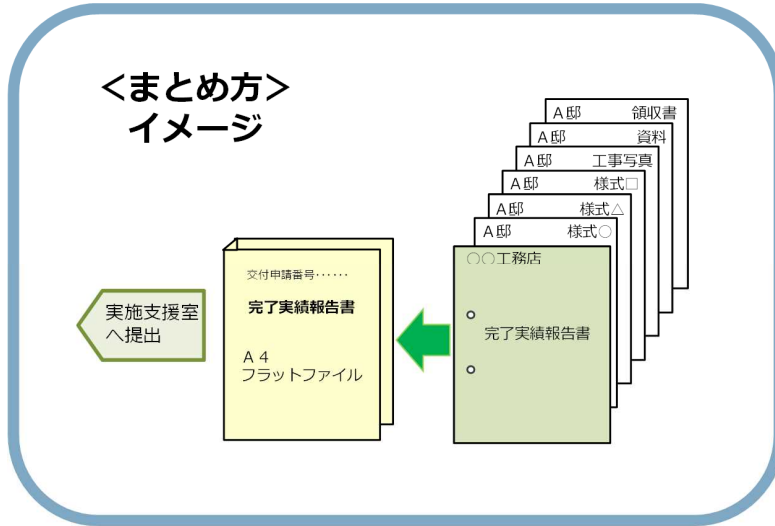 <まとめ方>
イメージ
A邸 領収書
A邸 資料
A邸 工事写真
A邸 様式□
A邸 様式△
A邸 様式○
○○工務店
完了実績報告書
交付申請番号‥‥‥
完了実績報告書
A4
フラットファイル
実施支援室
へ提出